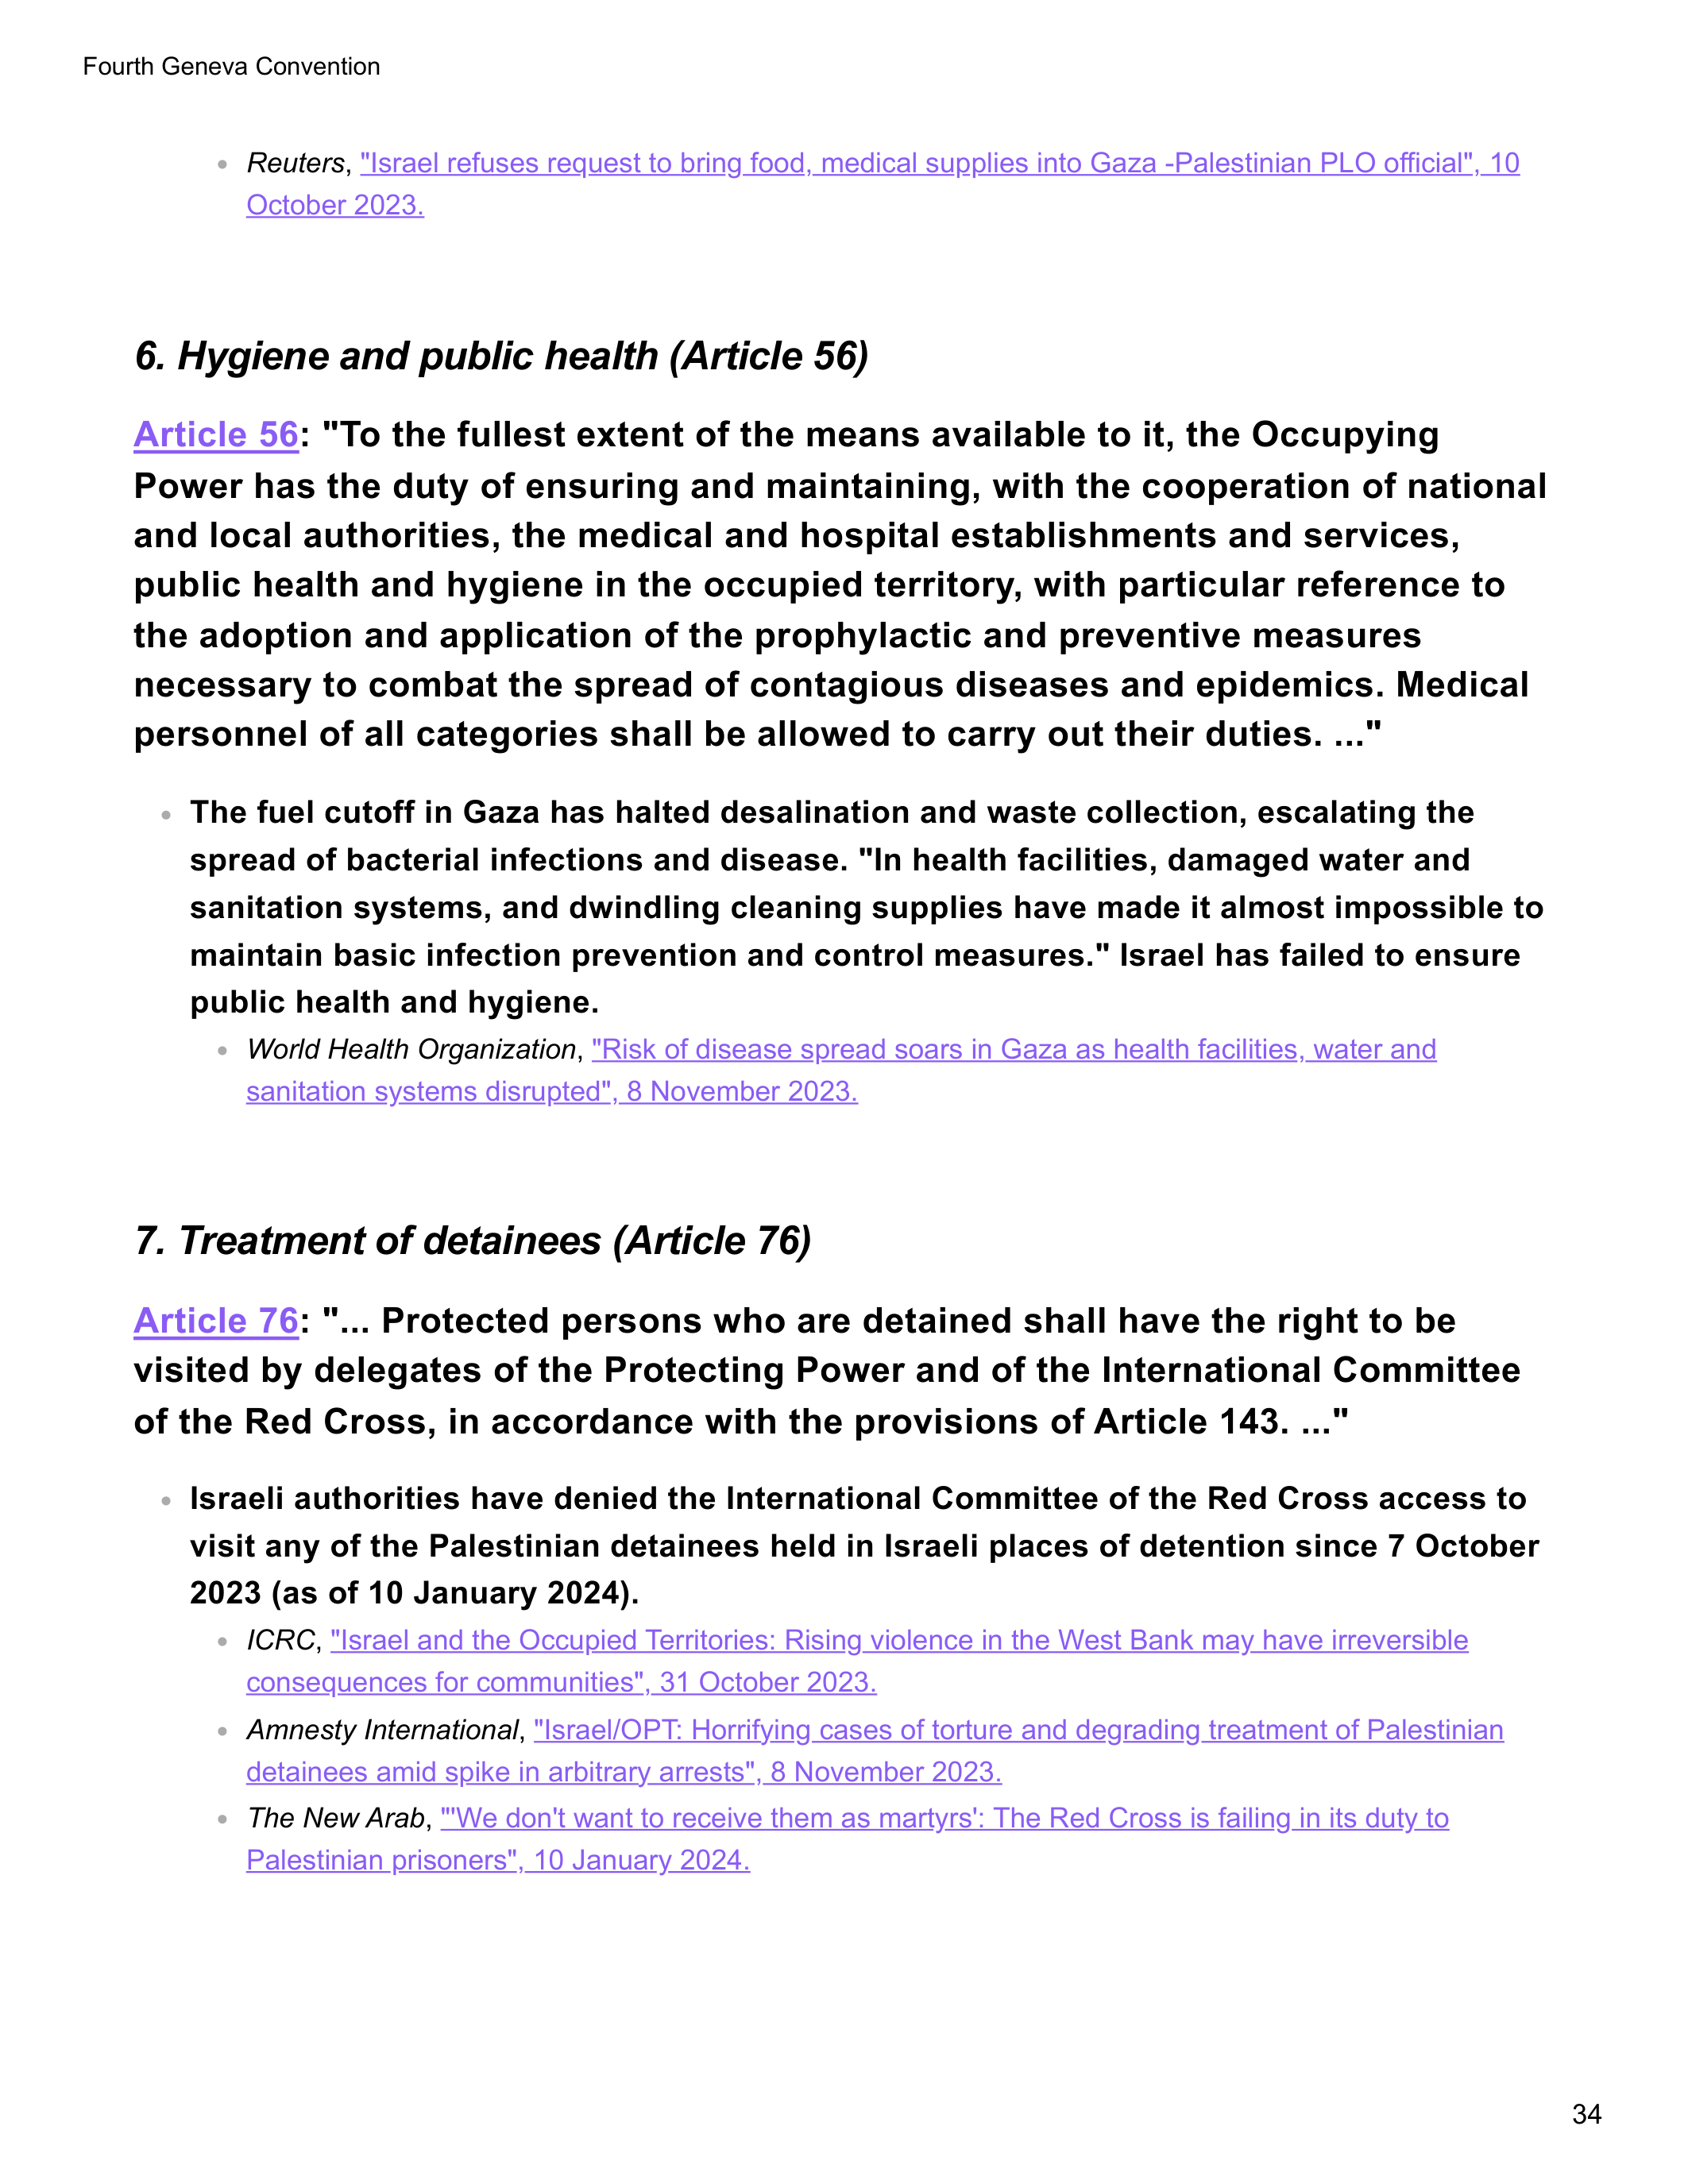 Fourth Geneva Convention
Reuters, "Israel refuses request to bring food, medical supplies into Gaza -Palestinian PLO official", 10
October 2023.
6. Hygiene and public health (Article 56)
Article 56: "To the fullest extent of the means available to it, the Occupying
Power has the duty of ensuring and maintaining, with the cooperation of national
and local authorities, the medical and hospital establishments and services,
public health and hygiene in the occupied territory, with particular reference to
the adoption and application of the prophylactic and preventive measures
necessary to combat the spread of contagious diseases and epidemics. Medical
personnel of all categories shall be allowed to carry out their duties. ..."
The fuel cutoff in Gaza has halted desalination and waste collection, escalating the
spread of bacterial infections and disease. "In health facilities, damaged water and
sanitation systems, and dwindling cleaning supplies have made it almost impossible to
maintain basic infection prevention and control measures." Israel has failed to ensure
public health and hygiene.
World Health Organization, "Risk of disease spread soars in Gaza as health facilities, water and
sanitation systems disrupted", 8 November 2023.
7. Treatment of detainees (Article 76)
Article 76: "... Protected persons who are detained shall have the right to be
visited by delegates of the Protecting Power and of the International Committee
of the Red Cross, in accordance with the provisions of Article 143. ..."
Israeli authorities have denied the International Committee of the Red Cross access to
visit any of the Palestinian detainees held in Israeli places of detention since 7 October
2023 (as of 10 January 2024).
ICRC, "Israel and the Occupied Territories: Rising violence in the West Bank may have irreversible
consequences for communities", 31 October 2023.
Amnesty International, "Israel/OPT: Horrifying cases of torture and degrading treatment of Palestinian
detainees amid spike in arbitrary arrests", 8 November 2023.
The New Arab, "'We don't want to receive them as martyrs': The Red Cross is failing in its duty to
Palestinian prisoners", 10 January 2024.
34